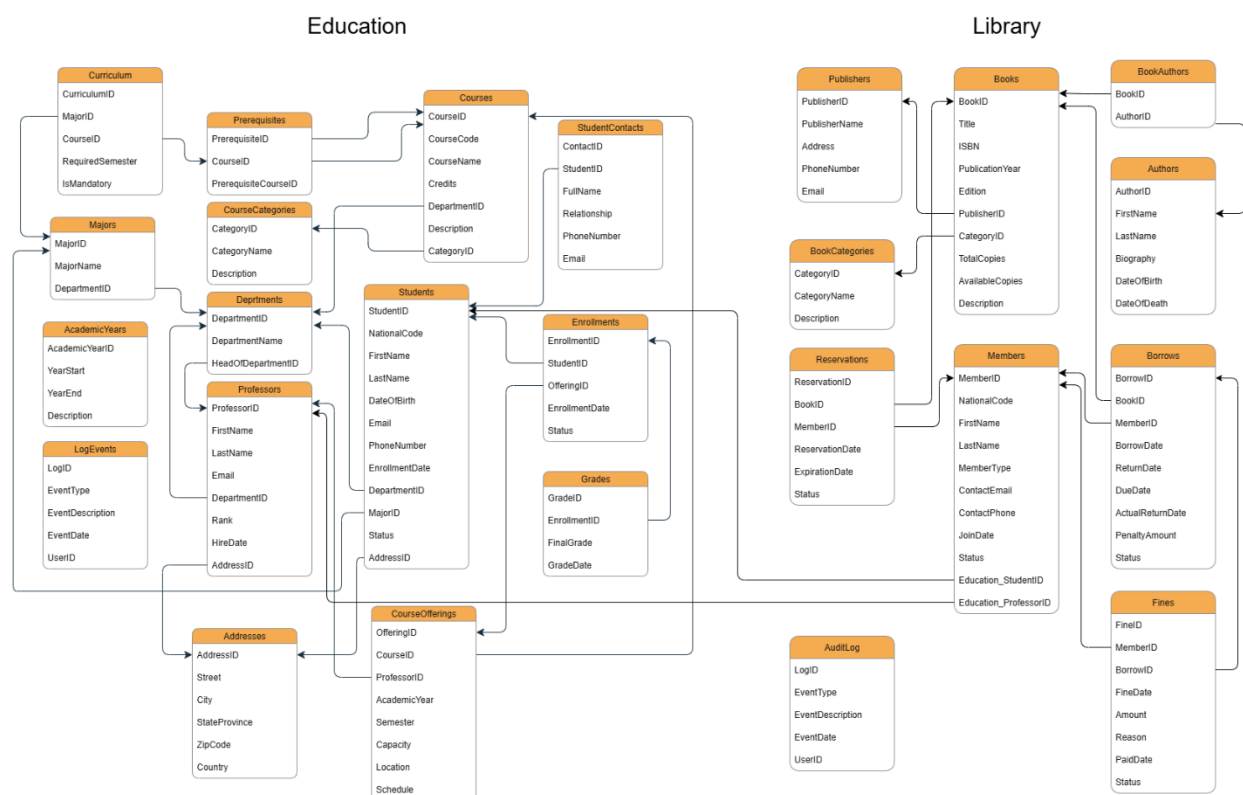 Education
Library
Curriculum
CurriculumID
MajorID
CourseID
RequiredSemester
IsMandatory
Prerequisites
PrerequisiteID
CourseID
PrerequisiteCourseID
Courses
CourseID
CourseCode
CourseName
Credits
DepartmentID
Description
CategoryID
StudentContacts
ContactID
StudentID
FullName
Relationship
PhoneNumber
Email
CourseCategories
CategoryID
CategoryName
Description
Majors
MajorID
MajorName
DepartmentID
Deprtments
DepartmentID
DepartmentName
HeadOfDepartmentID
Students
StudentID
NationalCode
FirstName
LastName
DateOfBirth
Email
PhoneNumber
EnrollmentDate
DepartmentID
MajorID
Status
AddressID
Enrollments
EnrollmentID
StudentID
OfferingID
EnrollmentDate
Status
AcademicYears
AcademicYearID
YearStart
YearEnd
Description
Professors
ProfessorID
FirstName
LastName
Email
DepartmentID
Rank
HireDate
AddressID
LogEvents
LogID
EventType
EventDescription
EventDate
UserID
Grades
GradeID
EnrollmentID
FinalGrade
GradeDate
Addresses
AddressID
Street
City
StateProvince
ZipCode
Country
CourseOfferings
OfferingID
CourseID
ProfessorID
AcademicYear
Semester
Capacity
Location
Schedule
Publishers
PublisherID
PublisherName
Address
PhoneNumber
Email
Books
BookID
Title
ISBN
PublicationYear
Edition
PublisherID
CategoryID
TotalCopies
AvailableCopies
Description
BookAuthors
BookID
AuthorID
Authors
AuthorID
FirstName
LastName
Biography
DateOfBirth
DateOfDeath
BookCategories
CategoryID
CategoryName
Description
Reservations
ReservationID
BookID
MemberID
ReservationDate
ExpirationDate
Status
Members
MemberID
NationalCode
FirstName
LastName
MemberType
ContactEmail
ContactPhone
JoinDate
Status
Education_StudentID
Education_ProfessorID
Borrows
BorrowID
BookID
MemberID
BorrowDate
ReturnDate
DueDate
ActualReturnDate
PenaltyAmount
Status
AuditLog
LogID
EventType
EventDescription
EventDate
UserID
Fines
FineID
MemberID
BorrowID
FineDate
Amount
Reason
PaidDate
Status